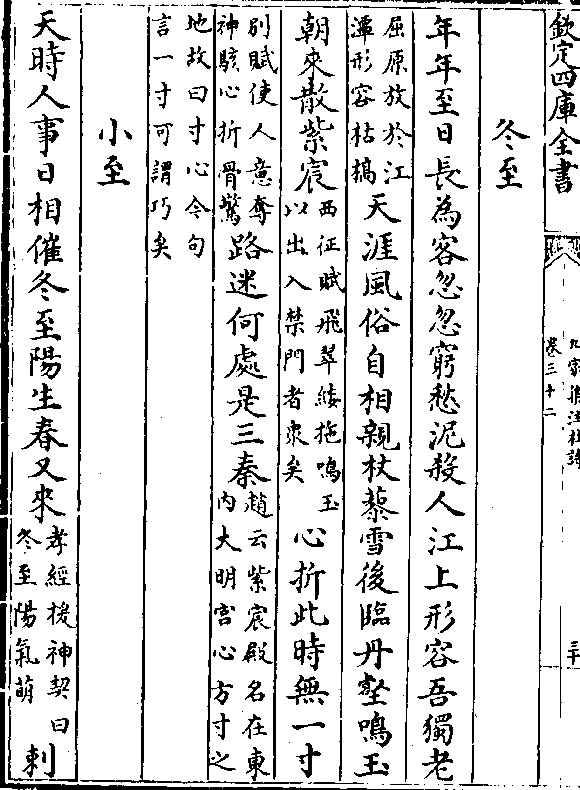 欽定四庫全書
九家集注杜詩
卷三十二
三十
冬至
年年至日長為客忽忽窮愁泥殺人江上形容吾獨老
屈原放於江
潭形容枯槁
天涯風俗自相親杖藜雪後臨丹壑鳴玉
朝來散紫宸
西征賦飛翠緌拖鳴玉
以出入禁門者衆矣
心折此時無一寸
別賦使人意奪
神駭心折骨驚
路迷何處是三秦
趙云紫宸殿名在東
内大明宫心方寸之
地故曰寸心今句
言一寸可謂巧矣
小至
天時人事日相催冬至陽生春又來
孝經援神契曰
冬至陽氣萌
刺